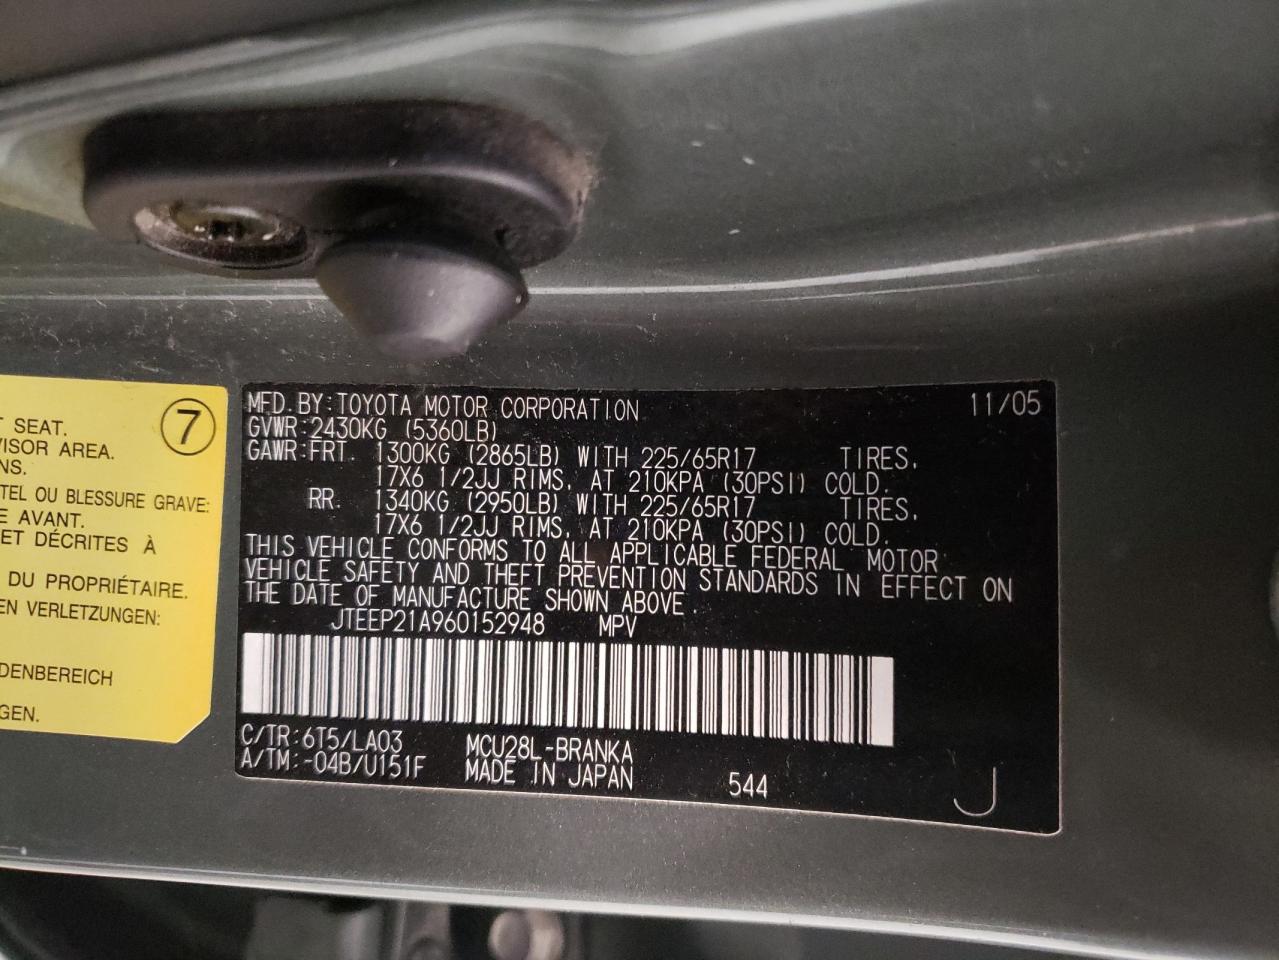 T SEAT.
VISOR AREA.
NS.
TEL OU BLESSURE GRAVE:
E AVANT.
ET DÉCRITES À
DU PROPRIÉTAIRE.
EN VERLETZUNGEN:
DENBEREICH
GEN.
7
MFD. BY: TOYOTA MOTOR CORPORATION 11/05
GVWR: 2430KG (5360LB)
GAWR: FRT. 1300KG (2865LB) WITH 225/65R17 TIRES,
17X6 1/2JJ RIMS, AT 210KPA (30PSI) COLD.
RR. 1340KG (2950LB) WITH 225/65R17 TIRES,
17X6 1/2JJ RIMS, AT 210KPA (30PSI) COLD.
THIS VEHICLE CONFORMS TO ALL APPLICABLE FEDERAL MOTOR
VEHICLE SAFETY AND THEFT PREVENTION STANDARDS IN EFFECT ON
THE DATE OF MANUFACTURE SHOWN ABOVE.
JTEEP21A960152948 MPV
C/TR: 6T5/LA03 MCU28L-BRANKA
A/TM: -04B/U151F MADE IN JAPAN 544 J